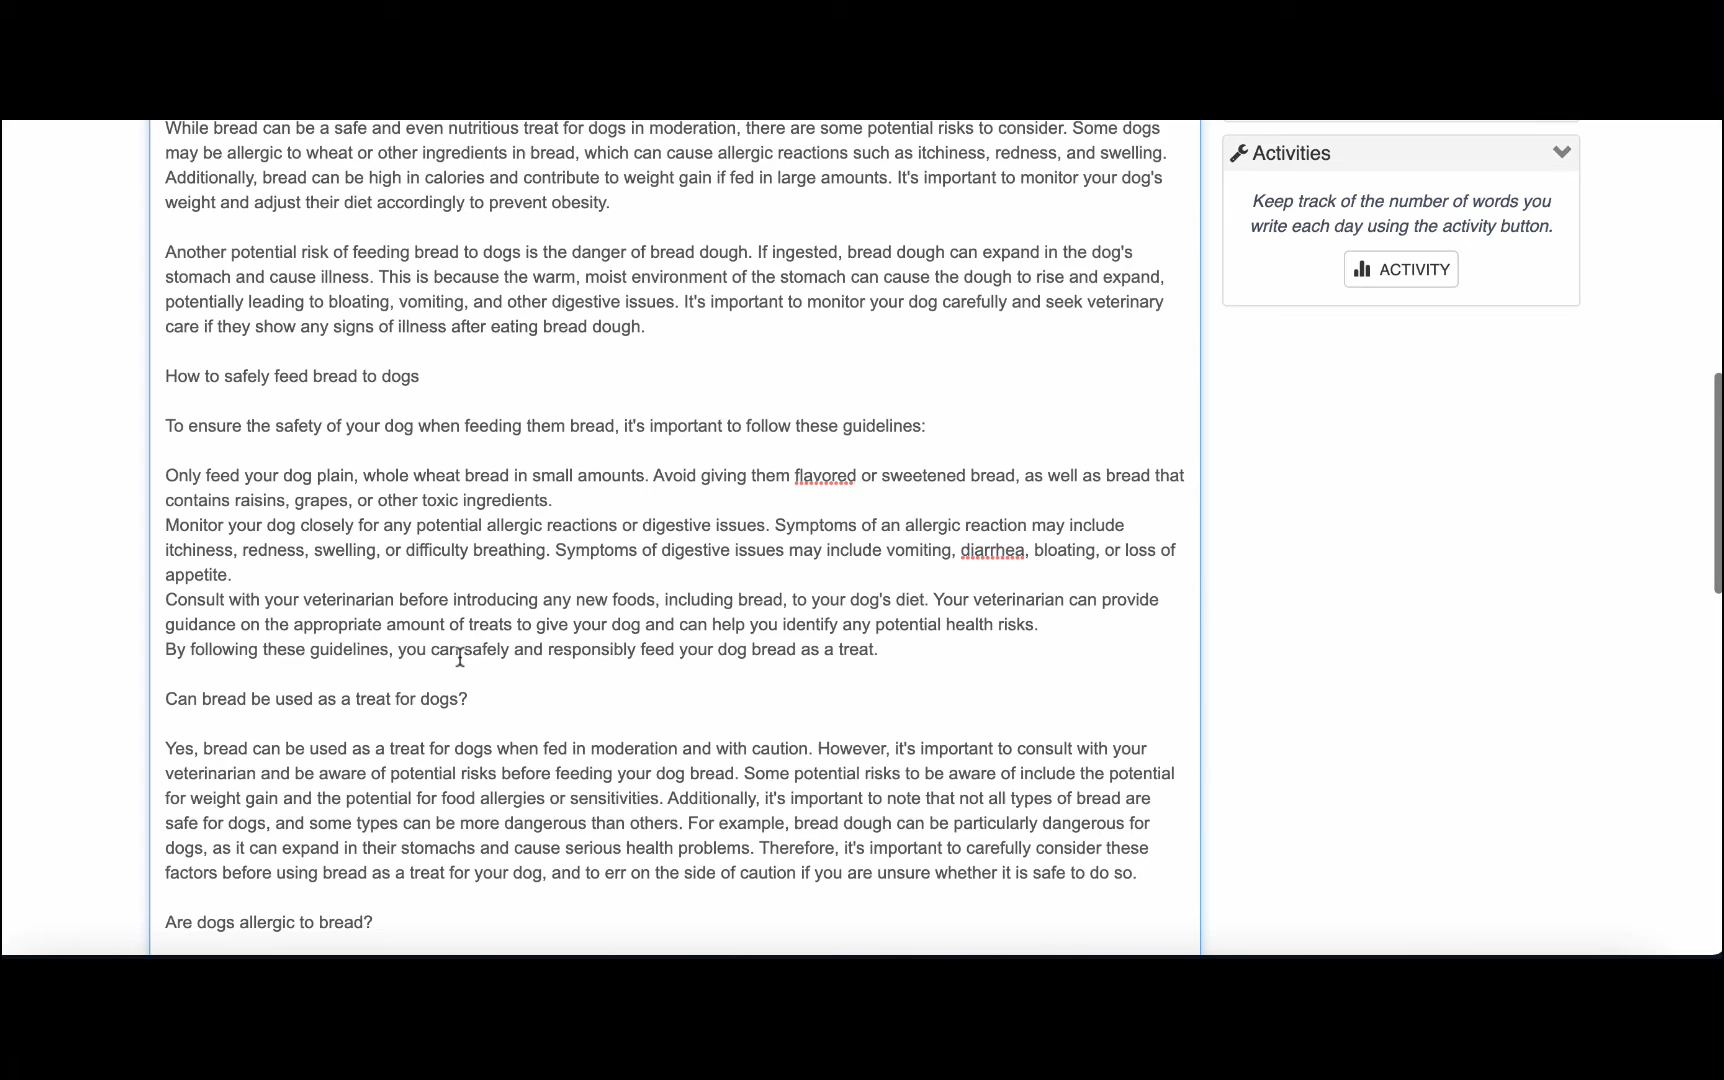 While bread can be a safe and even nutritious treat for dogs in moderation, there are some potential risks to consider. Some dogs
may be allergic to wheat or other ingredients in bread, which can cause allergic reactions such as itchiness, redness, and swelling.
Additionally, bread can be high in calories and contribute to weight gain if fed in large amounts. It's important to monitor your dog's
weight and adjust their diet accordingly to prevent obesity.
Another potential risk of feeding bread to dogs is the danger of bread dough. If ingested, bread dough can expand in the dog's
stomach and cause illness. This is because the warm, moist environment of the stomach can cause the dough to rise and expand,
potentially leading to bloating, vomiting, and other digestive issues. It's important to monitor your dog carefully and seek veterinary
care if they show any signs of illness after eating bread dough.
How to safely feed bread to dogs
To ensure the safety of your dog when feeding them bread, it's important to follow these guidelines:
Only feed your dog plain, whole wheat bread in small amounts. Avoid giving them flavored or sweetened bread, as well as bread that
contains raisins, grapes, or other toxic ingredients.
Monitor your dog closely for any potential allergic reactions or digestive issues. Symptoms of an allergic reaction may include
itchiness, redness, swelling, or difficulty breathing. Symptoms of digestive issues may include vomiting, diarrhea, bloating, or loss of
appetite.
Consult with your veterinarian before introducing any new foods, including bread, to your dog's diet. Your veterinarian can provide
guidance on the appropriate amount of treats to give your dog and can help you identify any potential health risks.
By following these guidelines, you can safely and responsibly feed your dog bread as a treat.
Can bread be used as a treat for dogs?
Yes, bread can be used as a treat for dogs when fed in moderation and with caution. However, it's important to consult with your
veterinarian and be aware of potential risks before feeding your dog bread. Some potential risks to be aware of include the potential
for weight gain and the potential for food allergies or sensitivities. Additionally, it's important to note that not all types of bread are
safe for dogs, and some types can be more dangerous than others. For example, bread dough can be particularly dangerous for
dogs, as it can expand in their stomachs and cause serious health problems. Therefore, it's important to carefully consider these
factors before using bread as a treat for your dog, and to err on the side of caution if you are unsure whether it is safe to do so.
Are dogs allergic to bread?
Activities
Keep track of the number of words you
write each day using the activity button.
ACTIVITY